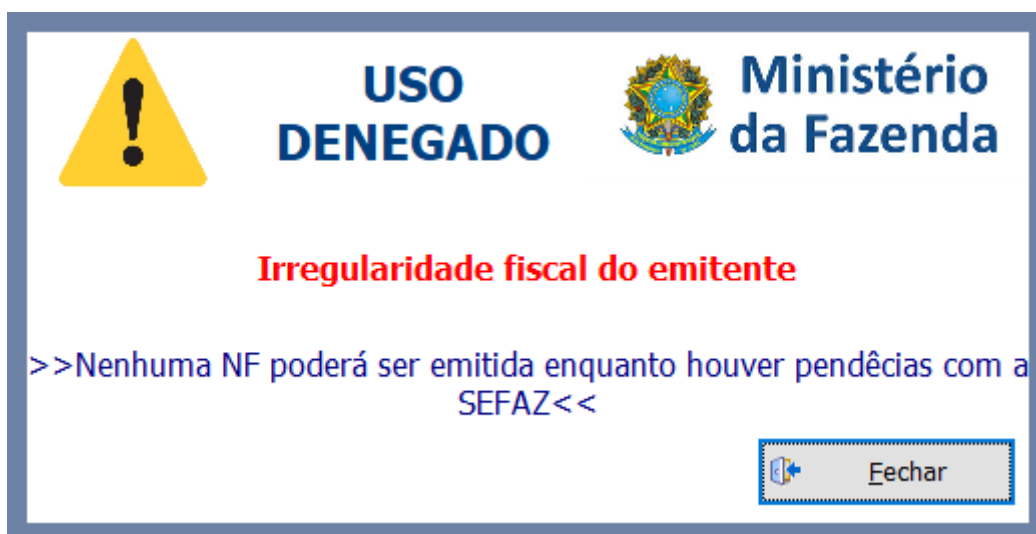 USO
DENEGADO
Ministério
da Fazenda
Irregularidade fiscal do emitente
>>Nenhuma NF poderá ser emitida enquanto houver pendêcias com a
SEFAZ<<
Fechar